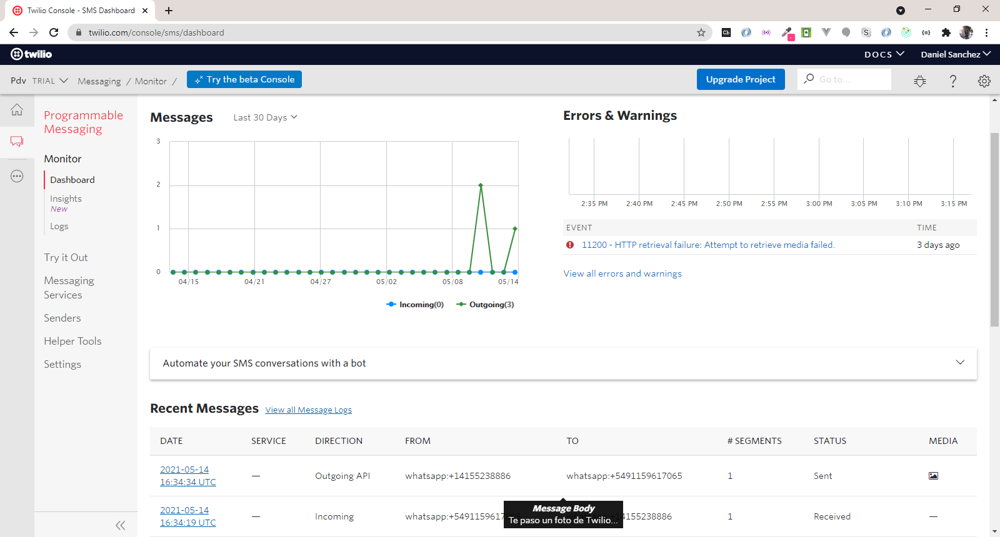 Twilio Console - SMS Dashboard
twilio.com/console/sms/dashboard
twilio
DOCS
Daniel Sanchez
Pdv TRIAL
Messaging / Monitor /
Try the beta Console
Upgrade Project
Go to...
Programmable
Messaging
Monitor
Dashboard
Insights
New
Logs
Try it Out
Messaging
Services
Senders
Helper Tools
Settings
Messages
Last 30 Days
3
2
1
0
04/15 04/21 04/27 05/02 05/08 05/14
Incoming(0) Outgoing(3)
Errors & Warnings
2:35 PM 2:40 PM 2:45 PM 2:50 PM 2:55 PM 3:00 PM 3:05 PM 3:10 PM 3:15 PM
EVENT TIME
11200 - HTTP retrieval failure: Attempt to retrieve media failed. 3 days ago
View all errors and warnings
Automate your SMS conversations with a bot
Recent Messages View all Message Logs
DATE SERVICE DIRECTION FROM TO # SEGMENTS STATUS MEDIA
2021-05-14
16:34:34 UTC — Outgoing API whatsapp:+14155238886 whatsapp:+5491159617065 1 Sent
Message Body
Te paso un foto de Twilio...
2021-05-14
16:34:19 UTC — Incoming whatsapp:+5491159617 14155238886 1 Received —